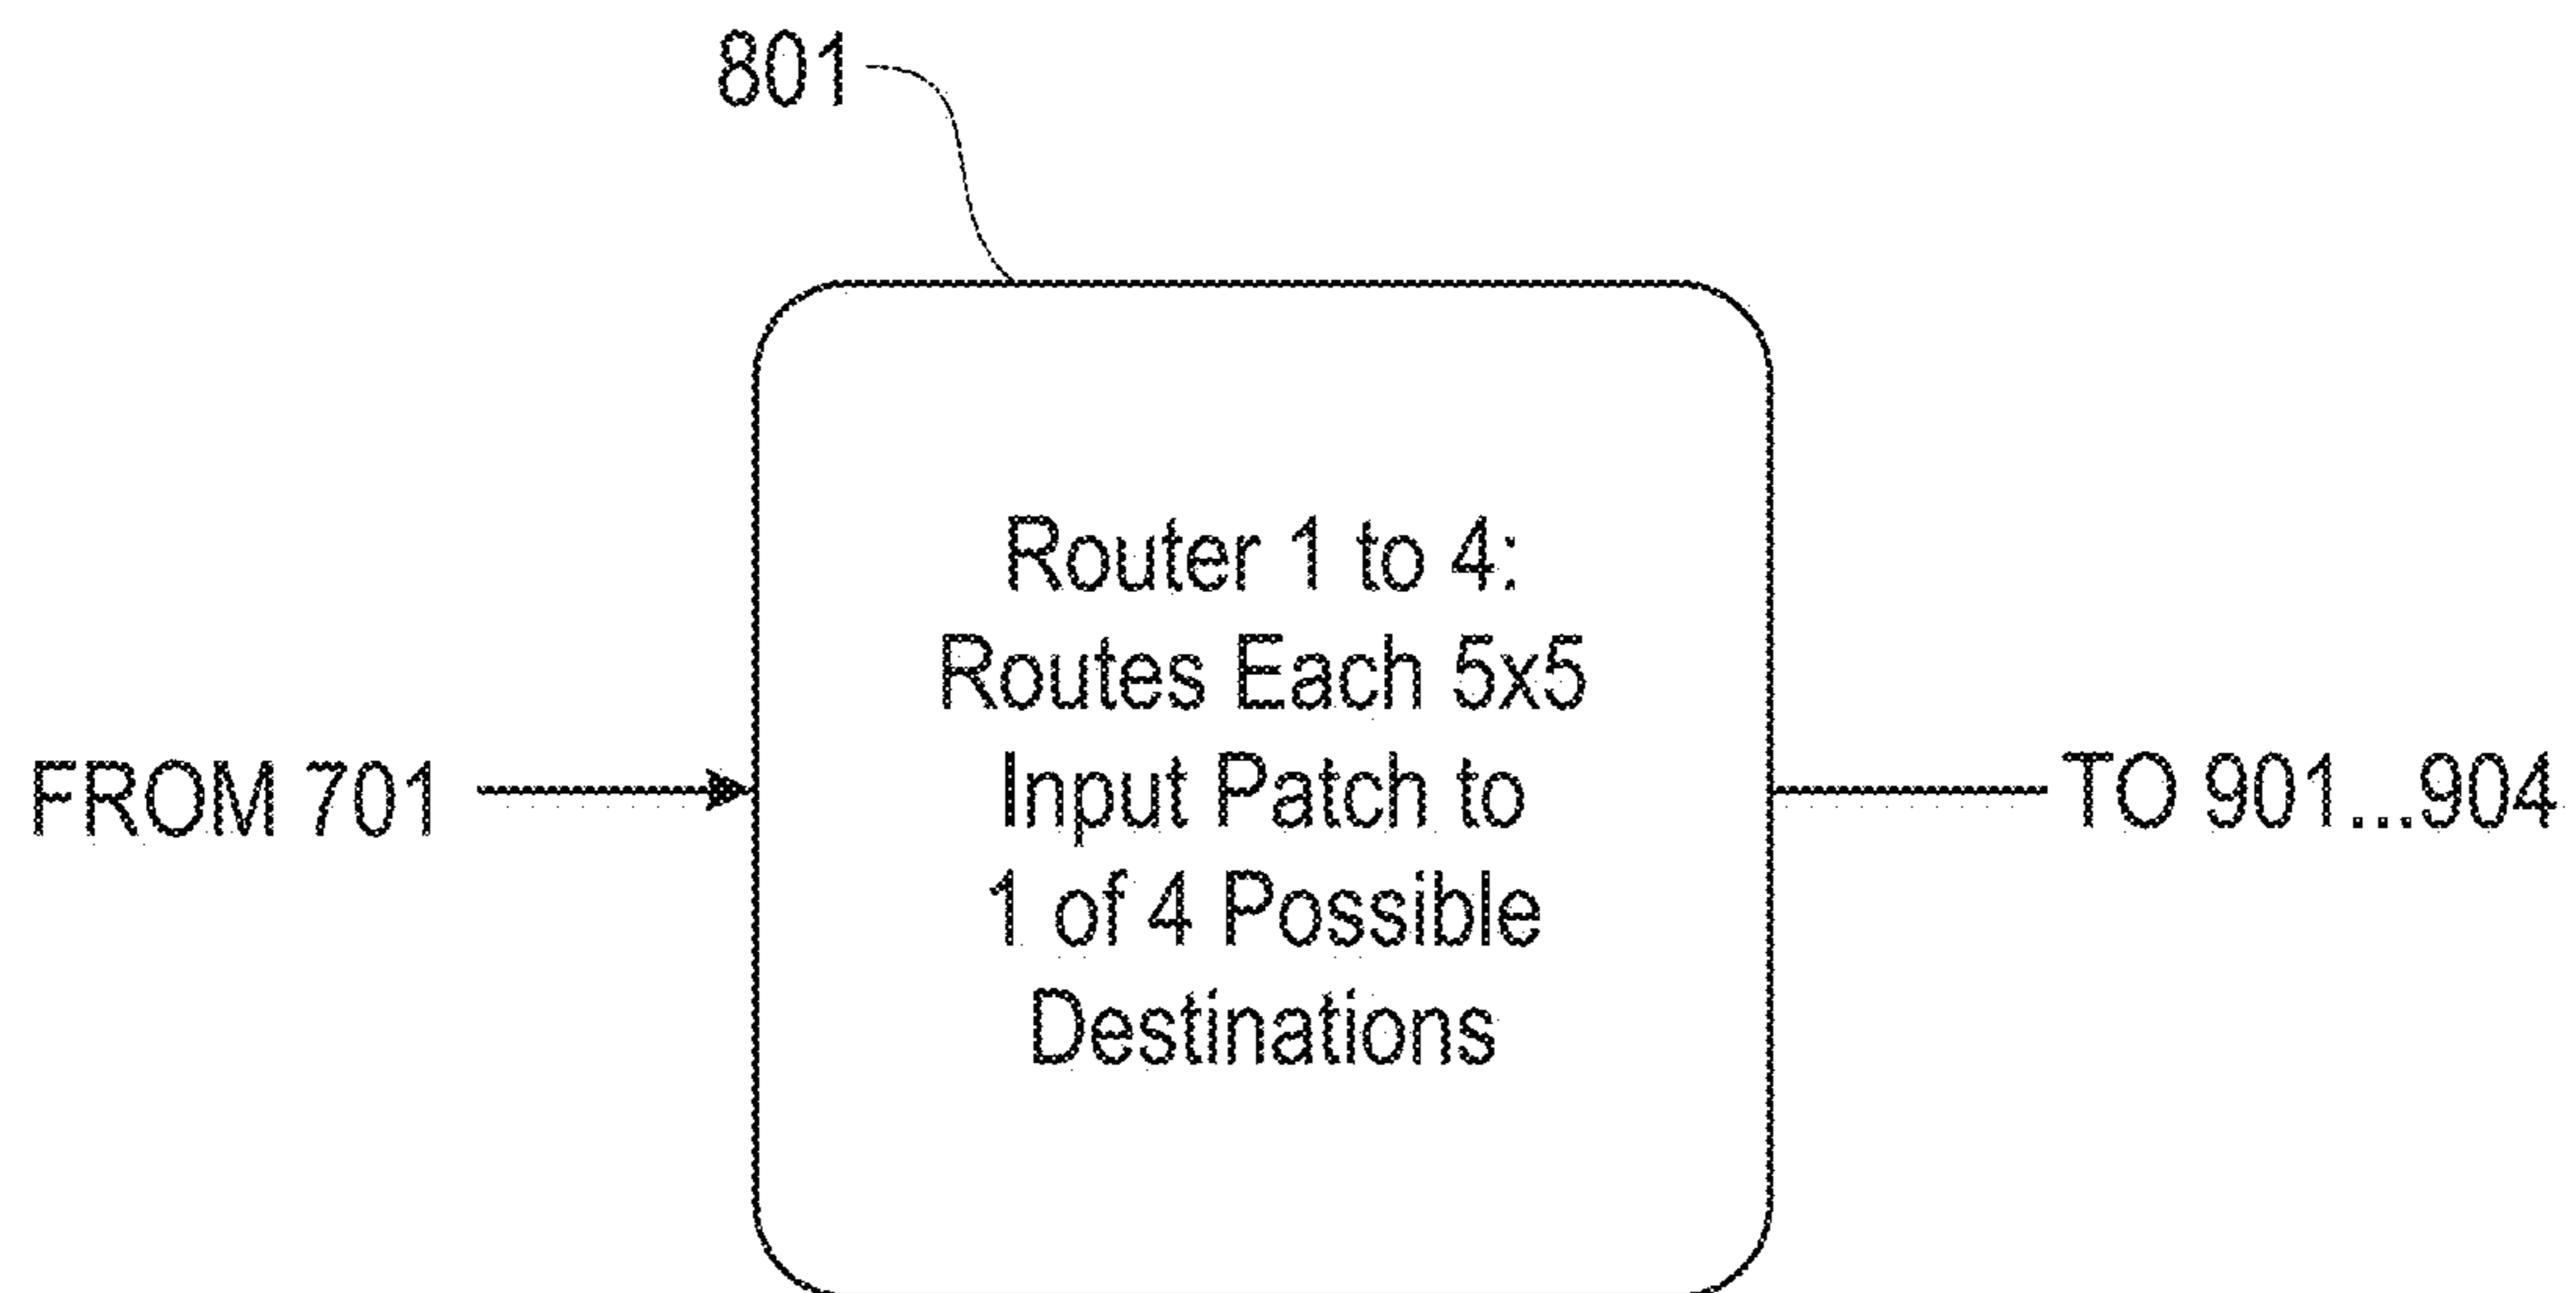 801
Router 1 to 4:
Routes Each 5x5
Input Patch to
1 of 4 Possible
Destinations
FROM 701
TO 901...904